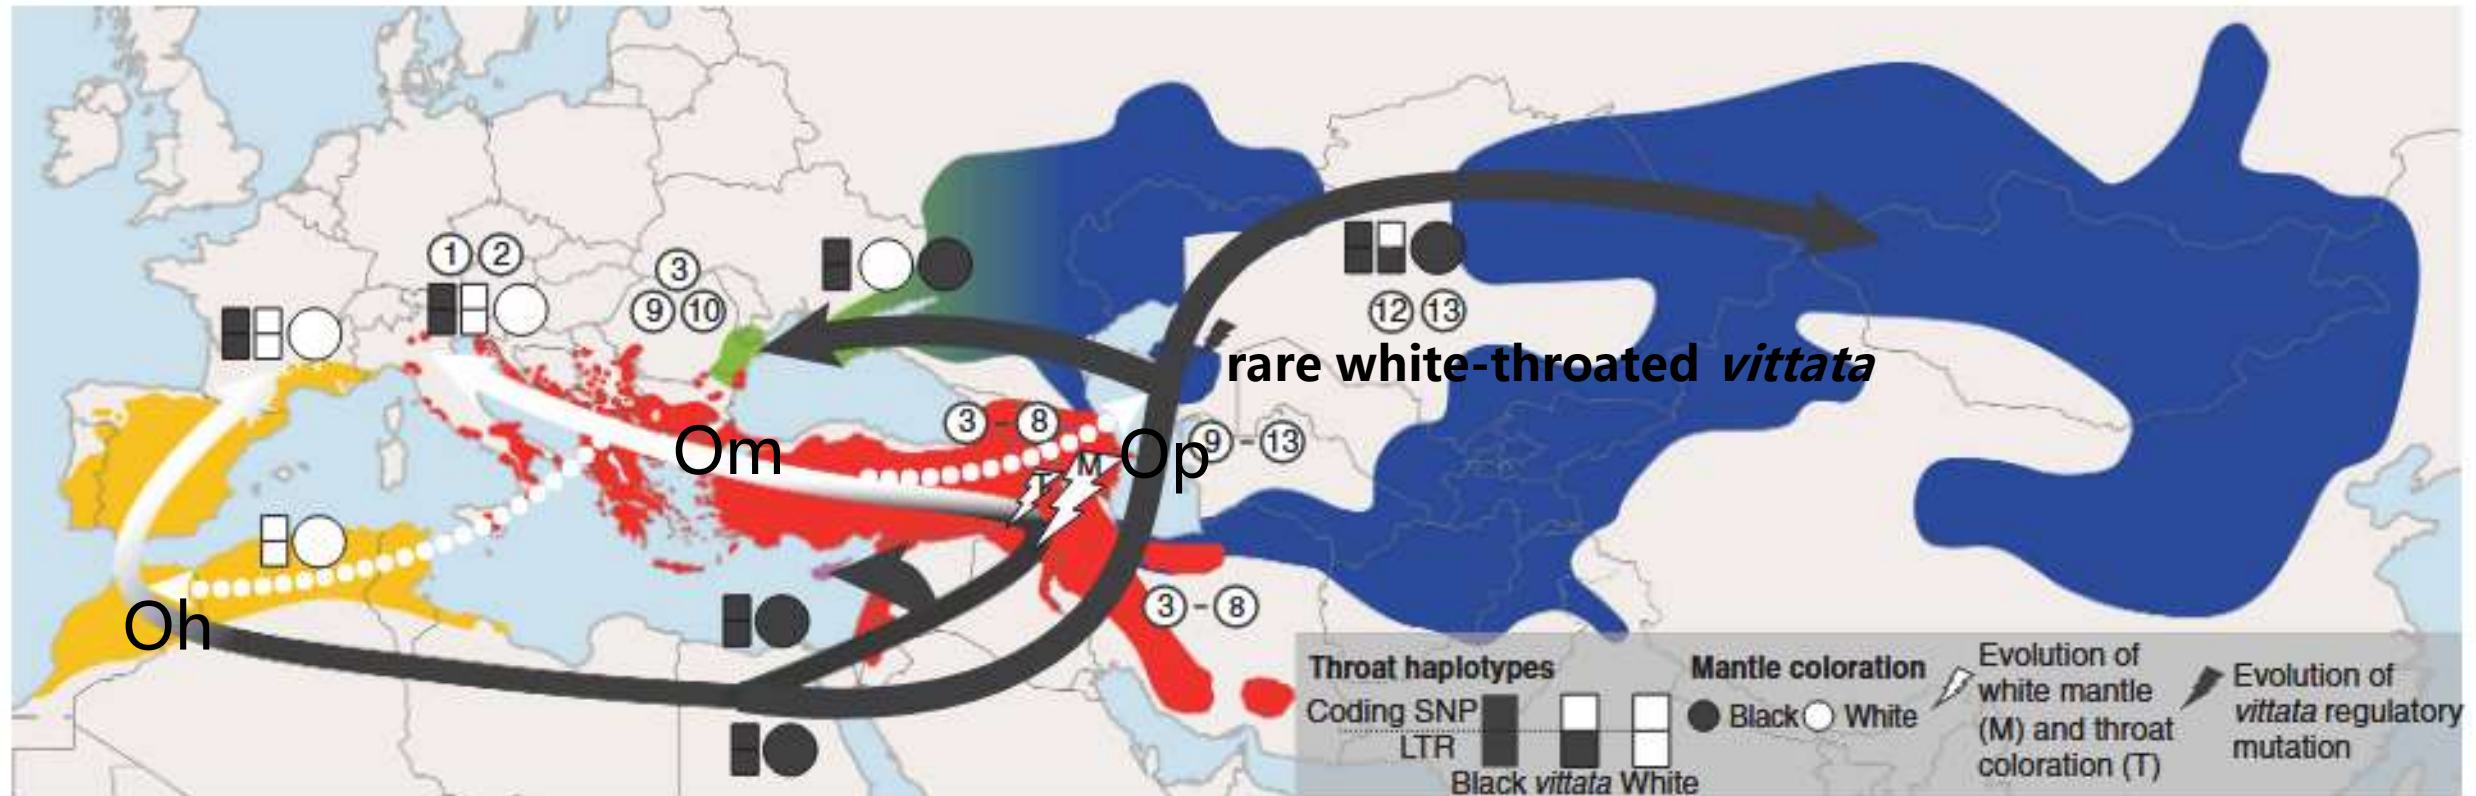 1 2
3
9 10
12 13
rare white-throated vittata
3 - 8
Om
T M
Op
9 - 13
3 - 8
Oh
Throat haplotypes
Coding SNP
LTR
Black vittata White
Mantle coloration
Black White
Evolution of
white mantle
(M) and throat
coloration (T)
Evolution of
vittata regulatory
mutation